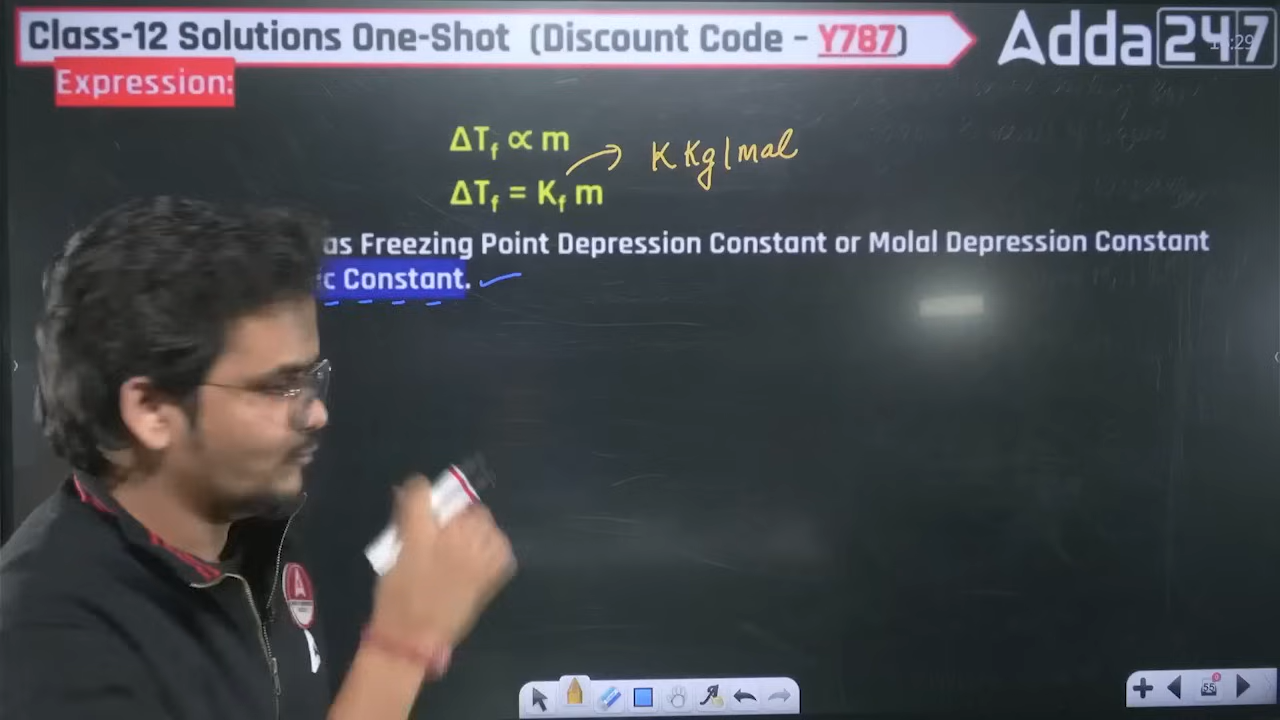 Class-12 Solutions One-Shot (Discount Code - Y787)
Adda247
Expression:
ΔTf ∝ m
K Kg/mol
ΔTf = Kf m
as Freezing Point Depression Constant or Molal Depression Constant
c Constant.
A
55